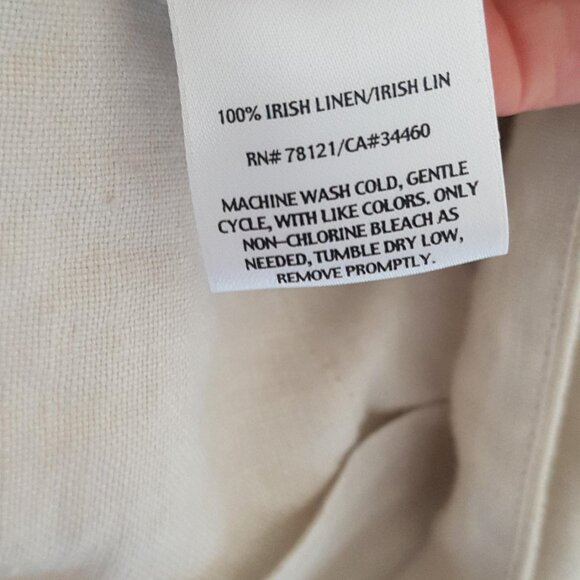 100% IRISH LINEN/IRISH LIN
RN# 78121/CA#34460
MACHINE WASH COLD, GENTLE
CYCLE, WITH LIKE COLORS. ONLY
NON-CHLORINE BLEACH AS
NEEDED, TUMBLE DRY LOW,
REMOVE PROMPTLY.